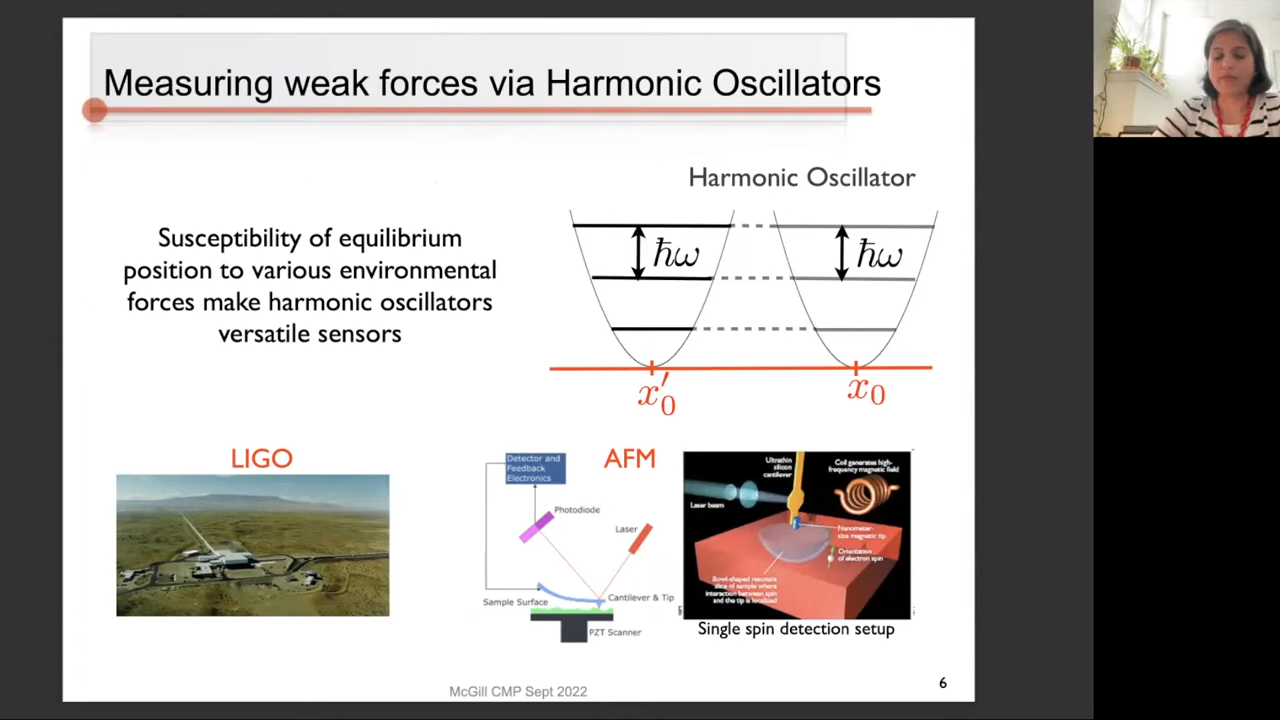 Measuring weak forces via Harmonic Oscillators
Harmonic Oscillator
Susceptibility of equilibrium
position to various environmental
forces make harmonic oscillators
versatile sensors
ħω
ħω
x₀′
x₀
LIGO
AFM
Detector and
Feedback
Electronics
Photodiode
Laser
Sample Surface
Cantilever & Tip
PZT Scanner
Ultrathin
silicon
cantilever
Coil generates high-
frequency magnetic field
Laser beam
Nanometer-
size magnetic tip
Orientation
of electron spin
Bowl-shaped resonant
slice of sample where
interaction between spin
and the tip is localized
Single spin detection setup
McGill CMP Sept 2022
6